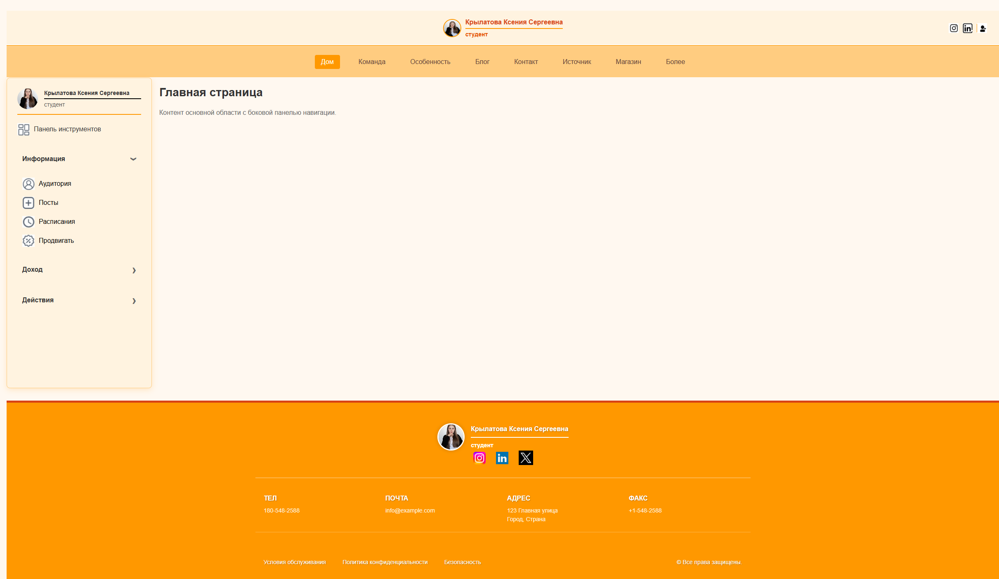 Крылатова Ксения Сергеевна
студент
in
Дом Команда Особенность Блог Контакт Источник Магазин Более
Крылатова Ксения Сергеевна
студент
Панель инструментов
Информация
Аудитория
Посты
Расписания
Продвигать
Доход
Действия
Главная страница
Контент основной области с боковой панелью навигации.
Крылатова Ксения Сергеевна
студент
in X
ТЕЛ
180-548-2588
ПОЧТА
info@example.com
АДРЕС
123 Главная улица
Город, Страна
ФАКС
+1-548-2588
Условия обслуживания Политика конфиденциальности Безопасность © Все права защищены.